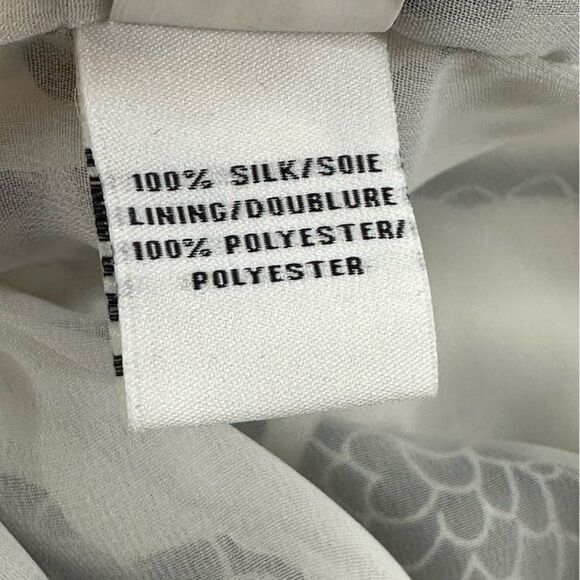 100% SILK/SOIE
LINING/DOUBLURE
100% POLYESTER/
POLYESTER